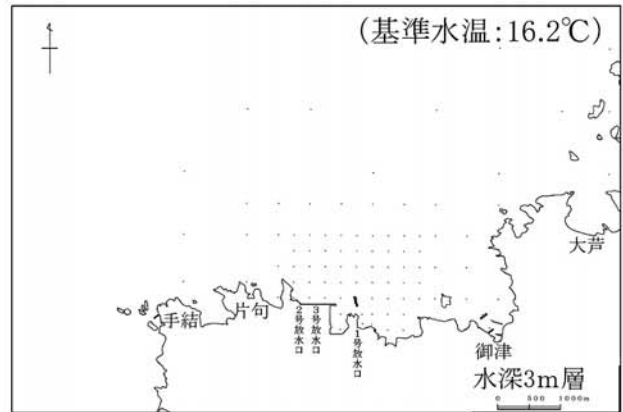 (基準水温:16.2℃)
大芦
手結
片句
2号放水口
3号放水口
1号放水口
御津
水深3m層
0 500 1000m